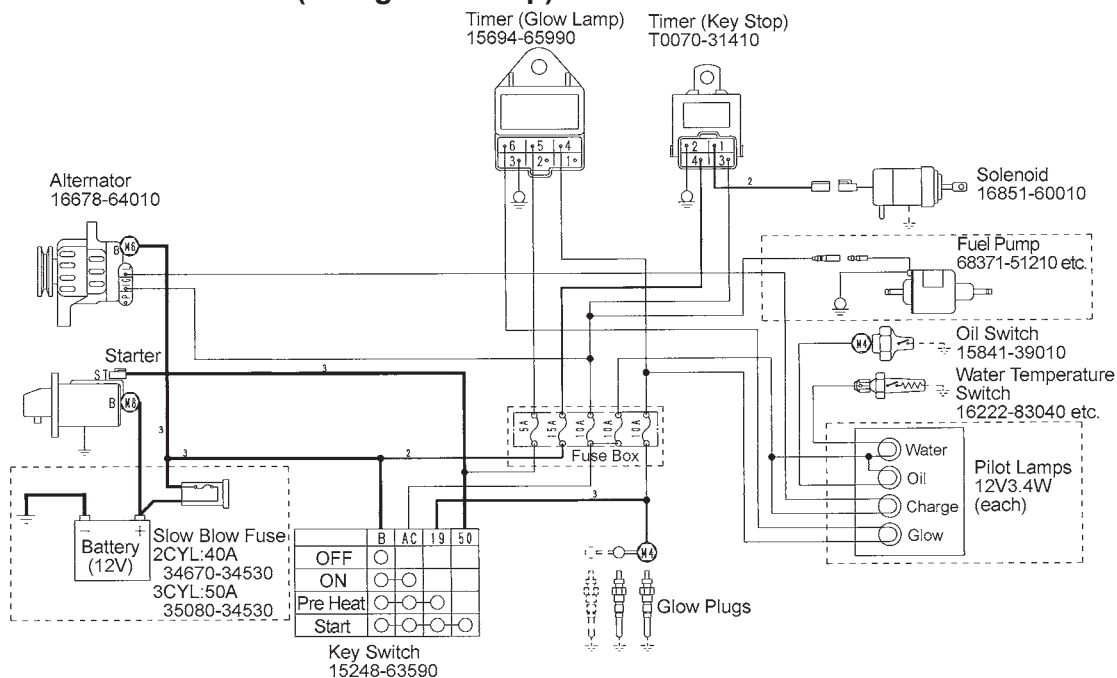 Timer (Glow Lamp)
15694-65990
Timer (Key Stop)
T0070-31410
6 5 4
3 2 1
2 1
4 3
Alternator
16678-64010
B M6
L
IG
P
2
Solenoid
16851-60010
Fuel Pump
68371-51210 etc.
Starter
ST
3
B M8
M4
Oil Switch
15841-39010
Water Temperature
Switch
16222-83040 etc.
5A 15A 10A 10A 10A
Fuse Box
3
3
2
3
Water
Oil
Charge
Glow
Pilot Lamps
12V3.4W
(each)
Battery
(12V)
- +
Slow Blow Fuse
2CYL:40A
34670-34530
3CYL:50A
35080-34530
B AC 19 50
OFF
ON
Pre Heat
Start
Key Switch
15248-63590
M4
Glow Plugs